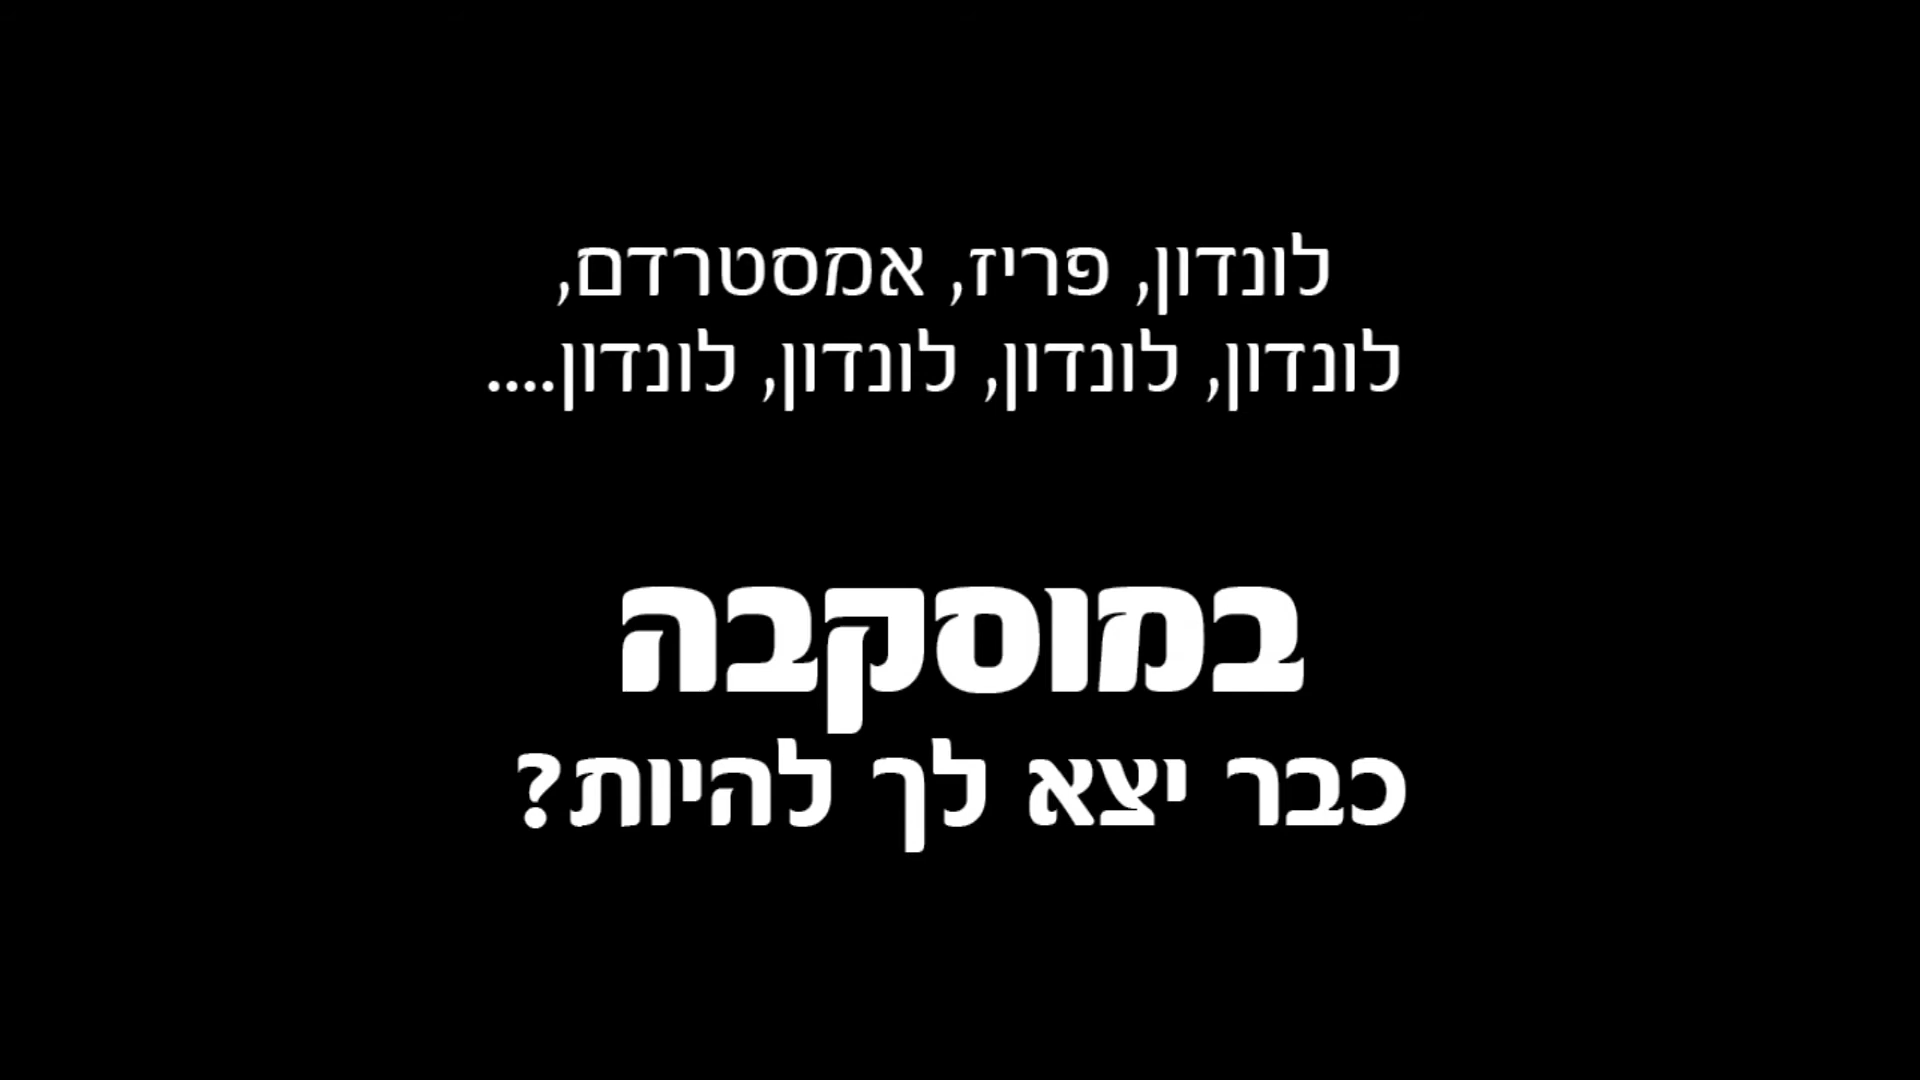 לונדון, פריז, אמסטרדם,
לונדון, לונדון, לונדון, לונדון....
במוסקבה
כבר יצא לך להיות?